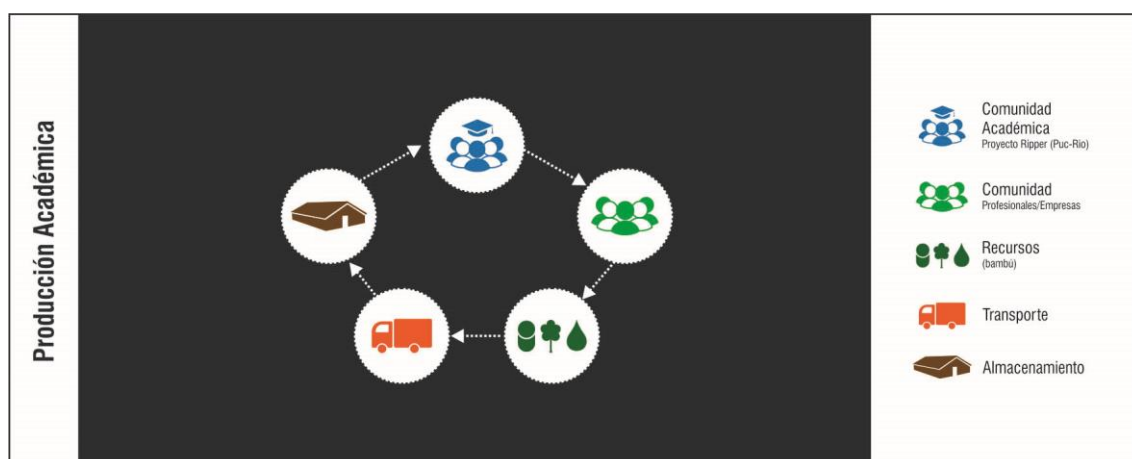 Producción Académica
Comunidad
Académica
Proyecto Ripper (Puc-Rio)
Comunidad
Profesionales/Empresas
Recursos
(bambú)
Transporte
Almacenamiento